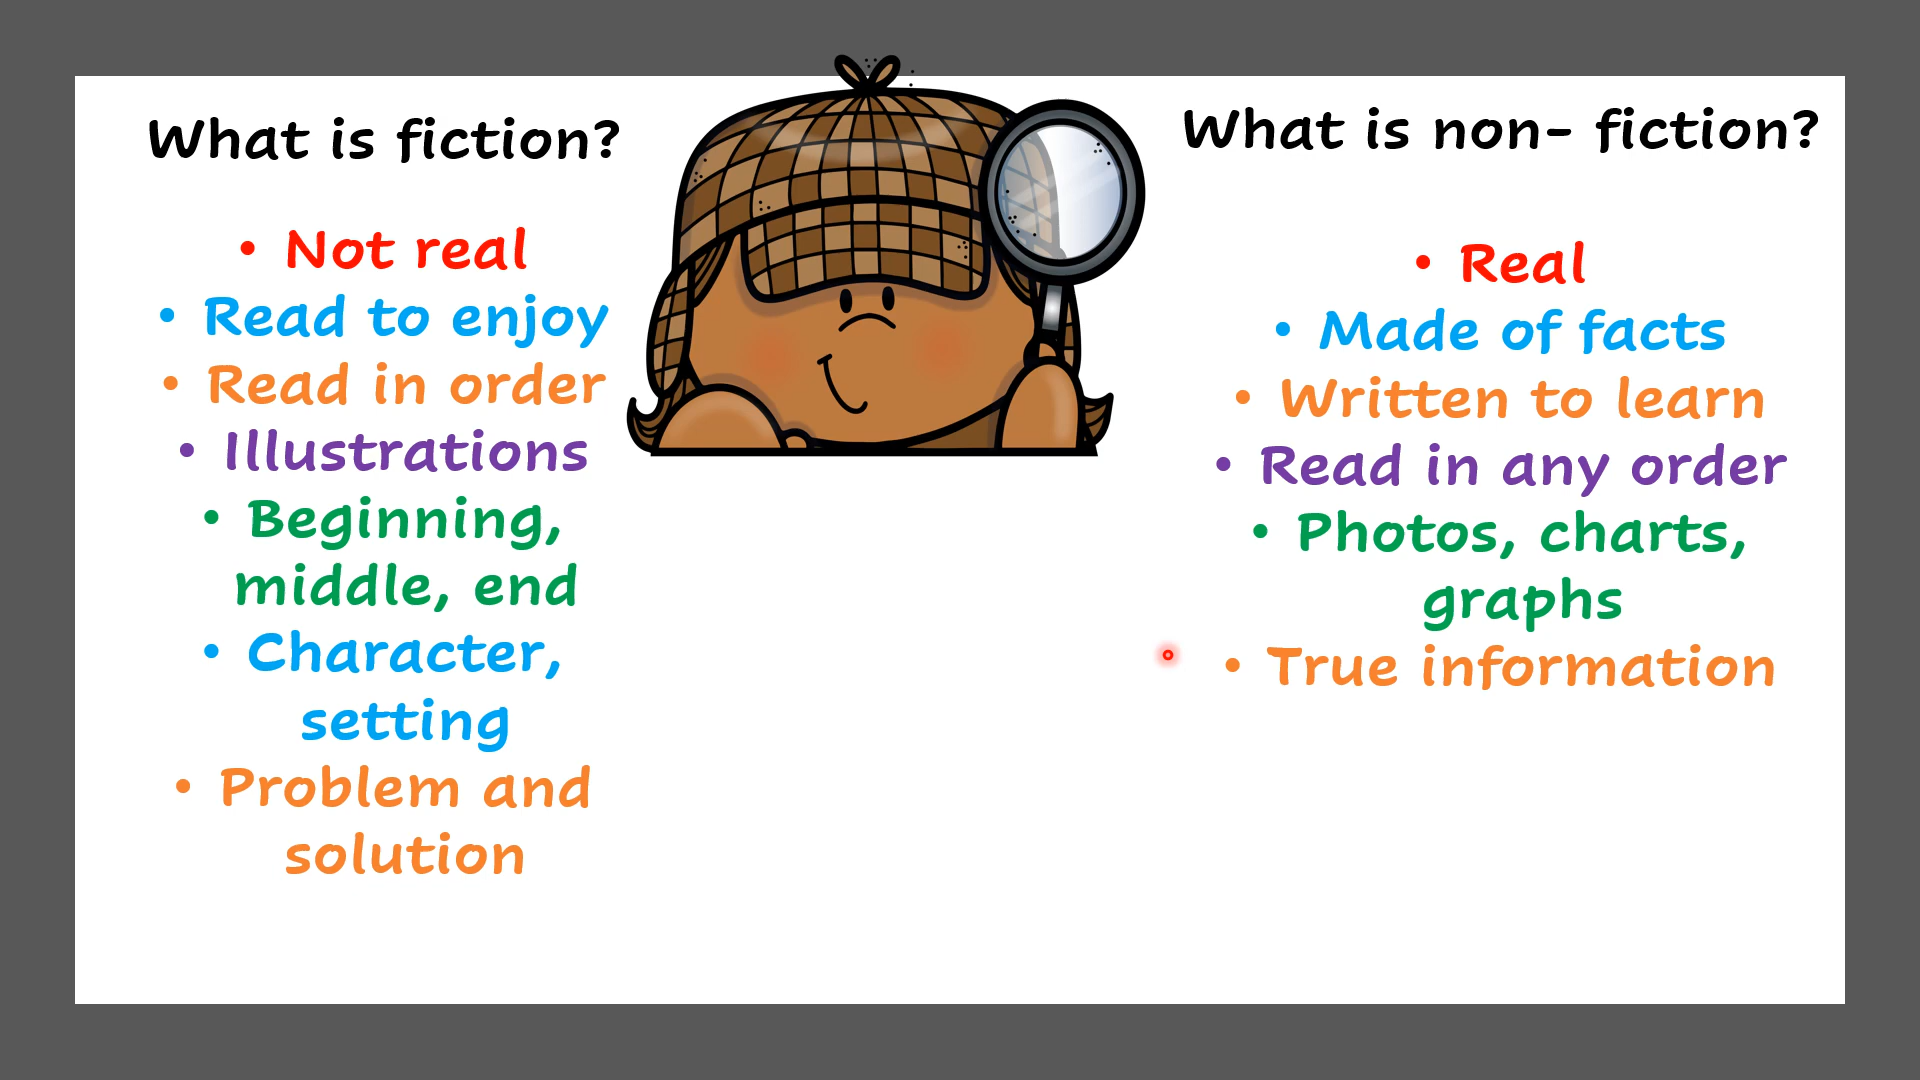 What is fiction?
• Not real
• Read to enjoy
• Read in order
• Illustrations
• Beginning,
middle, end
• Character,
setting
• Problem and
solution
What is non- fiction?
• Real
• Made of facts
• Written to learn
• Read in any order
• Photos, charts,
graphs
• True information